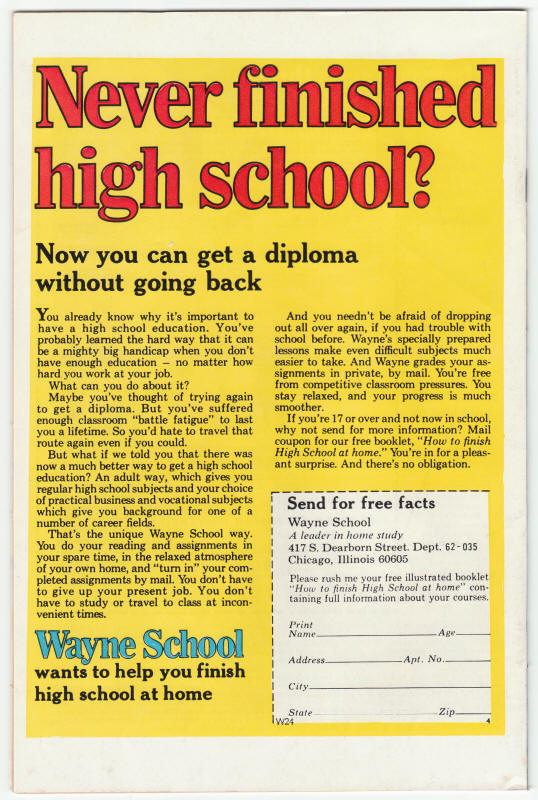 Never finished
high school?
Now you can get a diploma
without going back
You already know why it's important to
have a high school education. You've
probably learned the hard way that it can
be a mighty big handicap when you don't
have enough education – no matter how
hard you work at your job.
What can you do about it?
Maybe you've thought of trying again
to get a diploma. But you've suffered
enough classroom "battle fatigue" to last
you a lifetime. So you'd hate to travel that
route again even if you could.
But what if we told you that there was
now a much better way to get a high school
education? An adult way, which gives you
regular high school subjects and your choice
of practical business and vocational subjects
which give you background for one of a
number of career fields.
That's the unique Wayne School way.
You do your reading and assignments in
your spare time, in the relaxed atmosphere
of your own home, and "turn in" your com-
pleted assignments by mail. You don't have
to give up your present job. You don't
have to study or travel to class at incon-
venient times.
Wayne School
wants to help you finish
high school at home
And you needn't be afraid of dropping
out all over again, if you had trouble with
school before. Wayne's specially prepared
lessons make even difficult subjects much
easier to take. And Wayne grades your as-
signments in private, by mail. You're free
from competitive classroom pressures. You
stay relaxed, and your progress is much
smoother.
If you're 17 or over and not now in school,
why not send for more information? Mail
coupon for our free booklet, "How to finish
High School at home." You're in for a pleas-
ant surprise. And there's no obligation.
Send for free facts
Wayne School
A leader in home study
417 S. Dearborn Street. Dept. 62-035
Chicago, Illinois 60605
Please rush me your free illustrated booklet
"How to finish High School at home" con-
taining full information about your courses.
Print
Name Age
Address Apt. No.
City
State Zip
W24 4